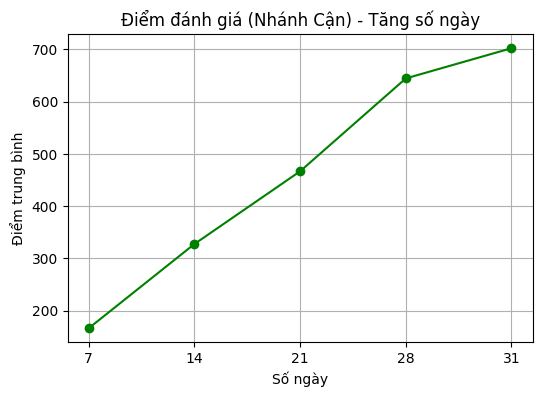 Điểm đánh giá (Nhánh Cận) - Tăng số ngày
Điểm trung bình
700
600
500
400
300
200
7 14 21 28 31
Số ngày